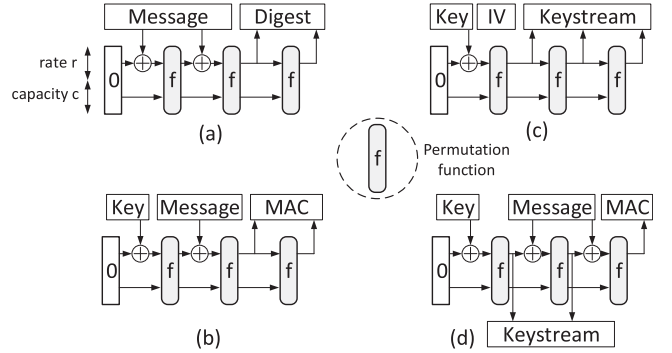 Message Digest
rate r
capacity c
0 f f f
(a)
Key IV Keystream
0 f f f
(c)
f
Permutation
function
Key Message MAC
0 f f f
(b)
Key Message MAC
0 f f f
(d)
Keystream